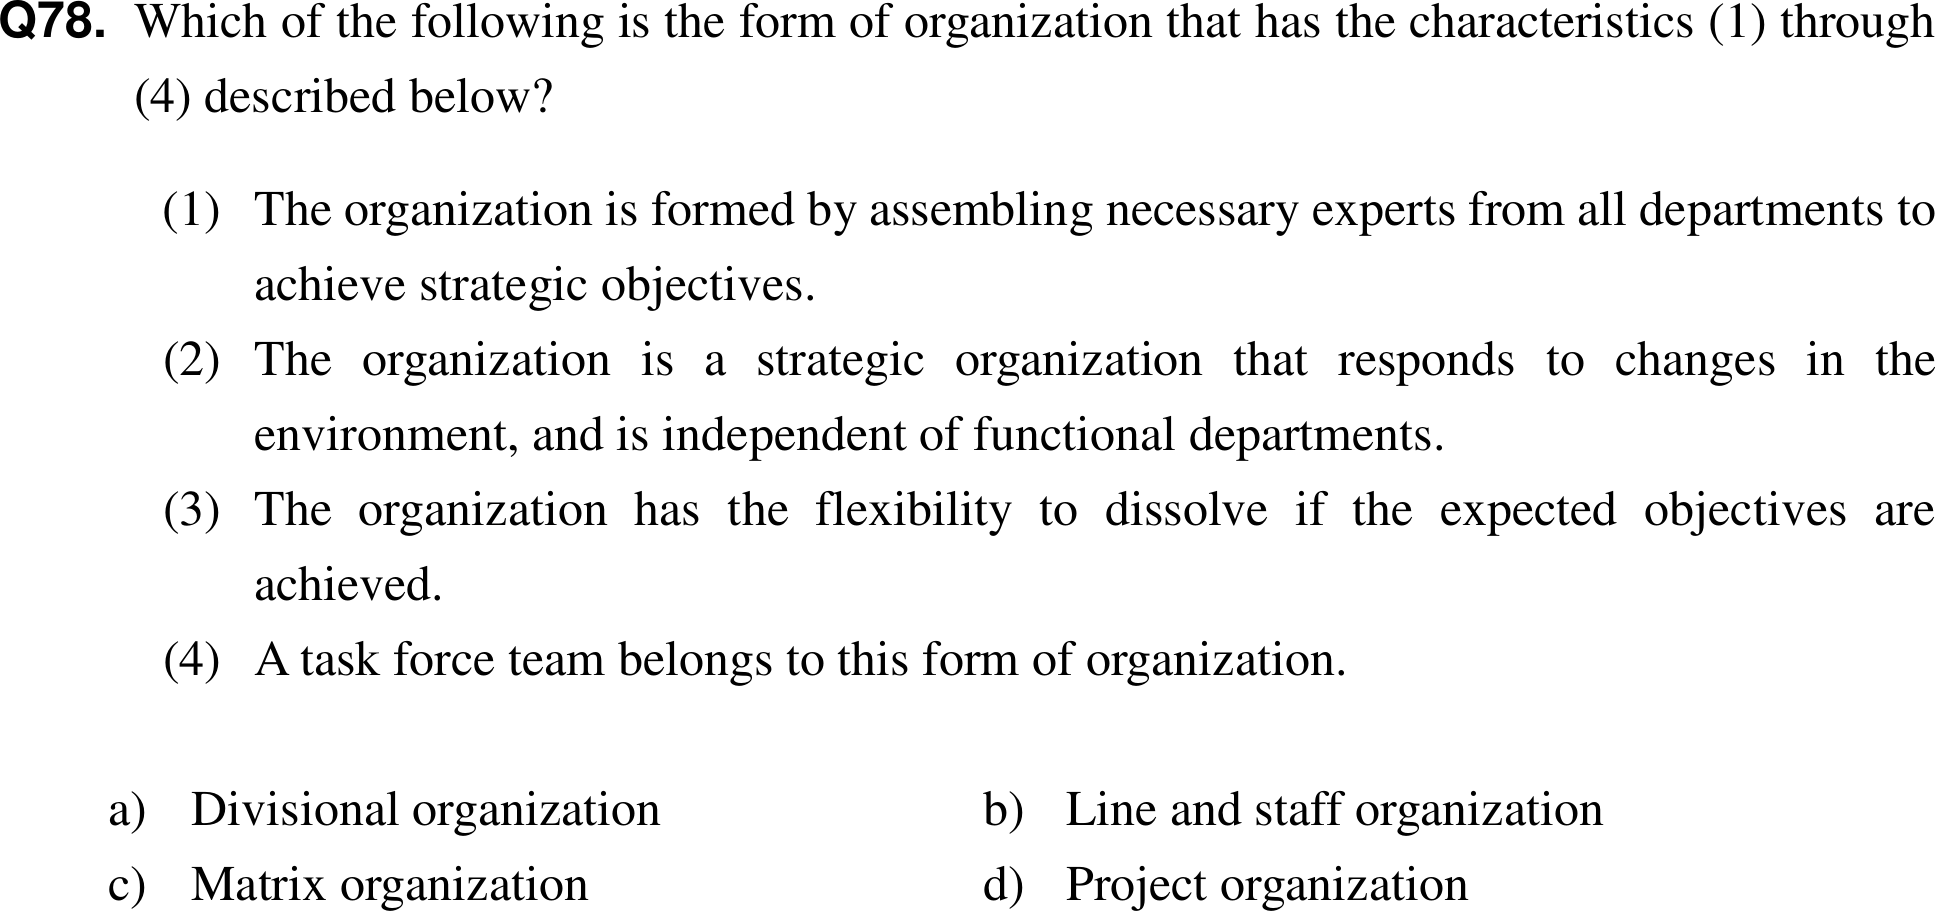 Q78. Which of the following is the form of organization that has the characteristics (1) through
(4) described below?
(1) The organization is formed by assembling necessary experts from all departments to
achieve strategic objectives.
(2) The organization is a strategic organization that responds to changes in the
environment, and is independent of functional departments.
(3) The organization has the flexibility to dissolve if the expected objectives are
achieved.
(4) A task force team belongs to this form of organization.
a) Divisional organization b) Line and staff organization
c) Matrix organization d) Project organization